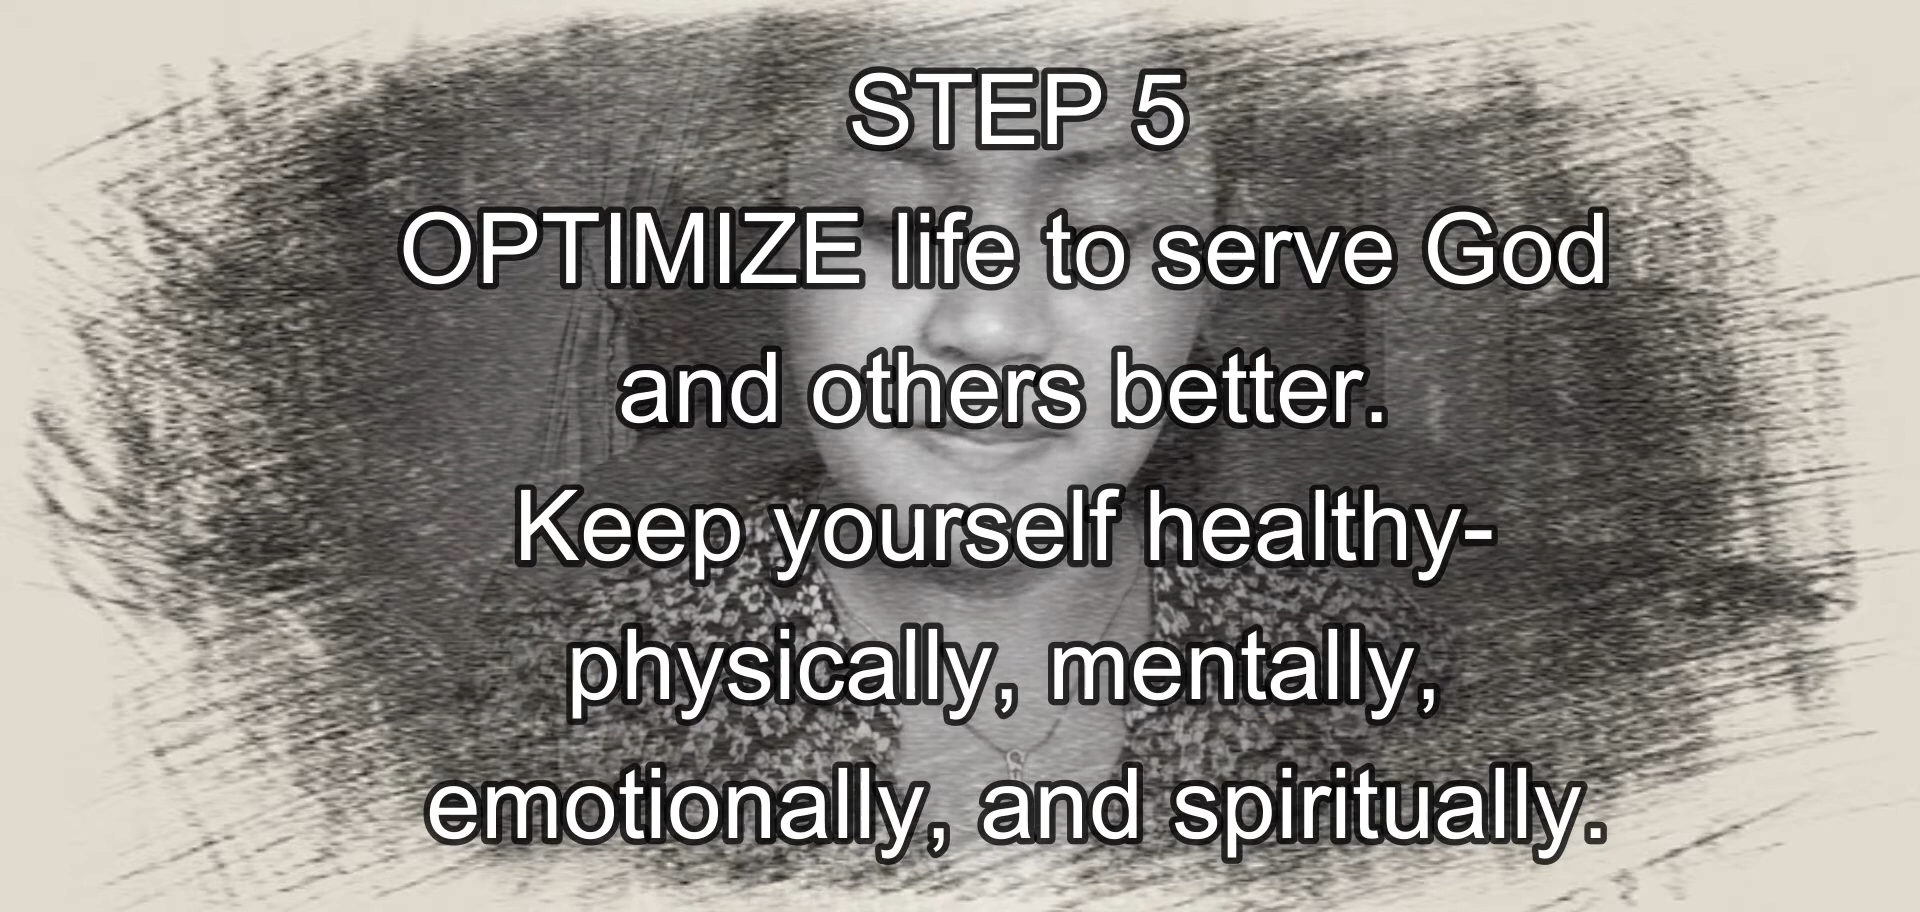 STEP 5
OPTIMIZE life to serve God
and others better.
Keep yourself healthy-
physically, mentally,
emotionally, and spiritually.